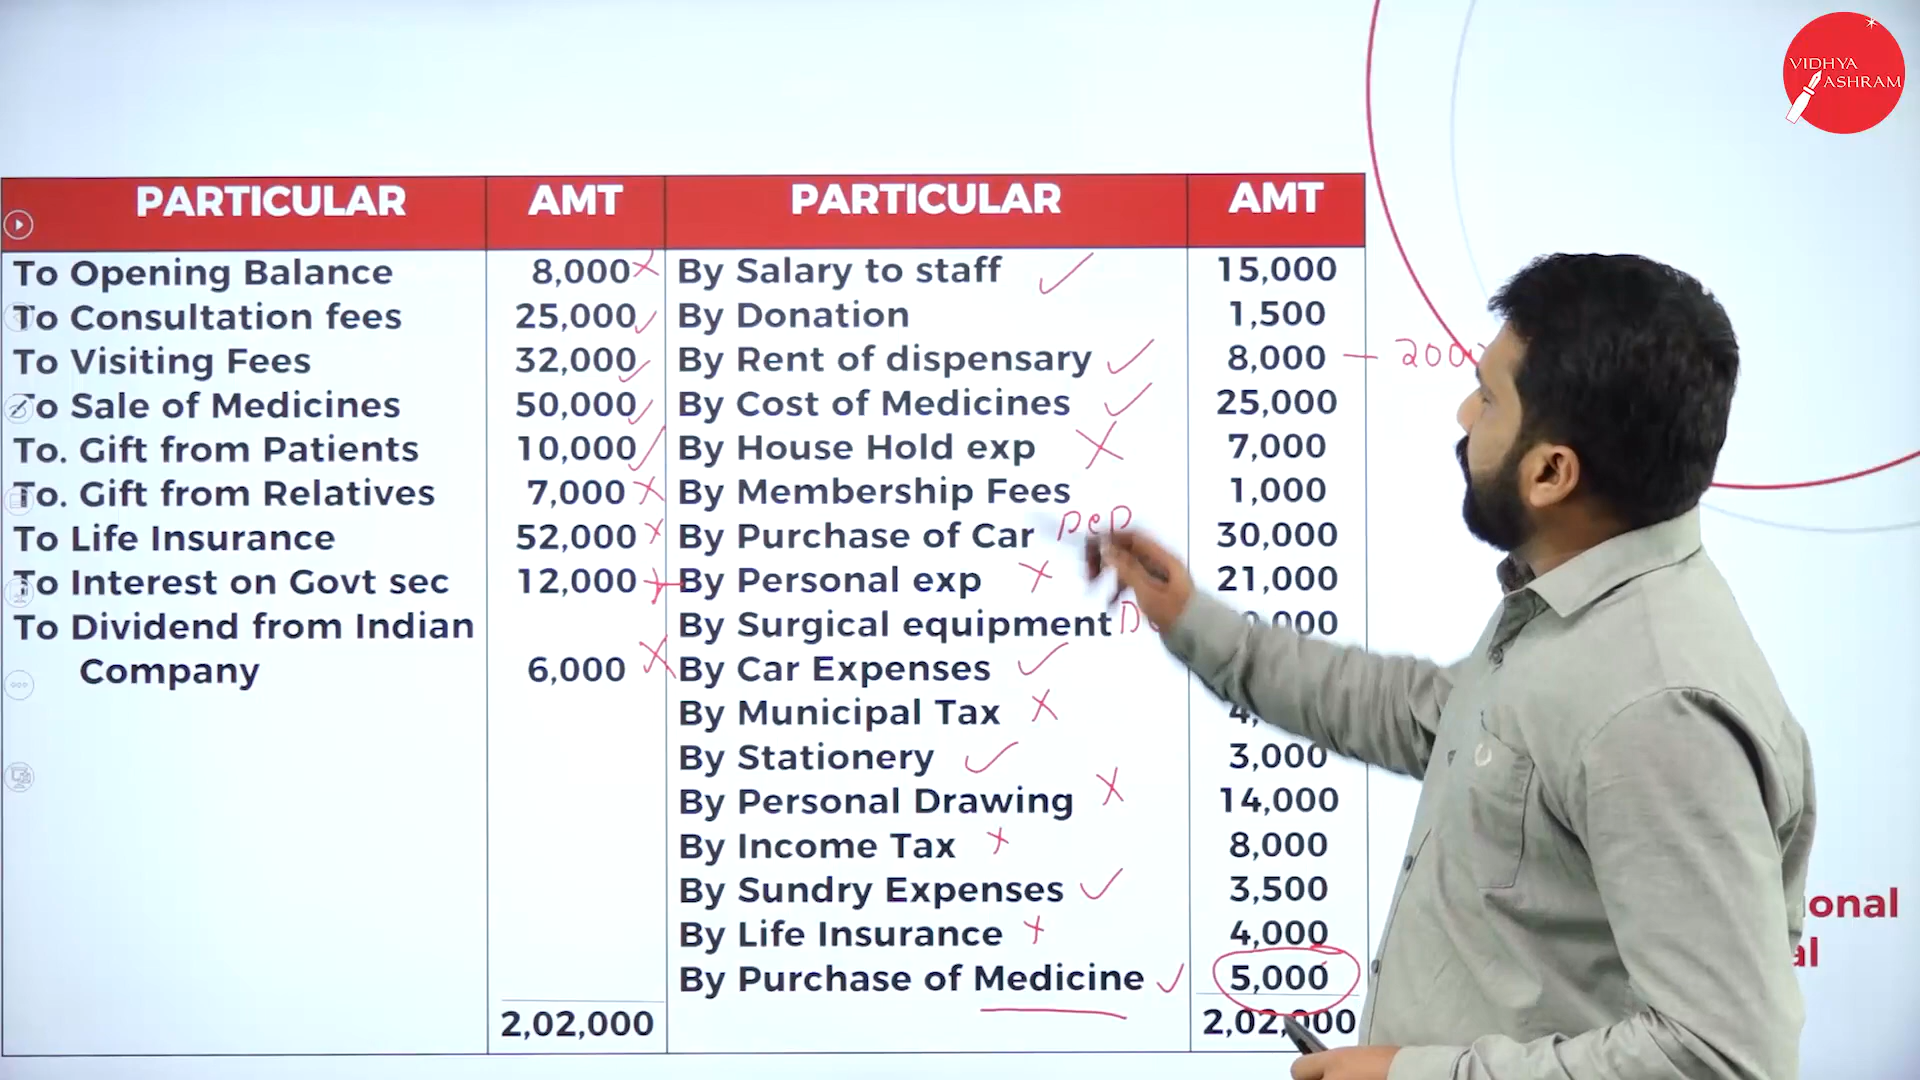 VIDHYA
ASHRAM
PARTICULAR AMT PARTICULAR AMT
To Opening Balance 8,000 By Salary to staff 15,000
To Consultation fees 25,000 By Donation 1,500
To Visiting Fees 32,000 By Rent of dispensary 8,000 — 200
To Sale of Medicines 50,000 By Cost of Medicines 25,000
To. Gift from Patients 10,000 By House Hold exp 7,000
To. Gift from Relatives 7,000 By Membership Fees 1,000
To Life Insurance 52,000 By Purchase of Car Dep 30,000
To Interest on Govt sec 12,000 By Personal exp 21,000
To Dividend from Indian By Surgical equipment
Company 6,000 By Car Expenses
By Municipal Tax
By Stationery 3,000
By Personal Drawing 14,000
By Income Tax 8,000
By Sundry Expenses 3,500
By Life Insurance 4,000
By Purchase of Medicine 5,000
2,02,000 2,02,000